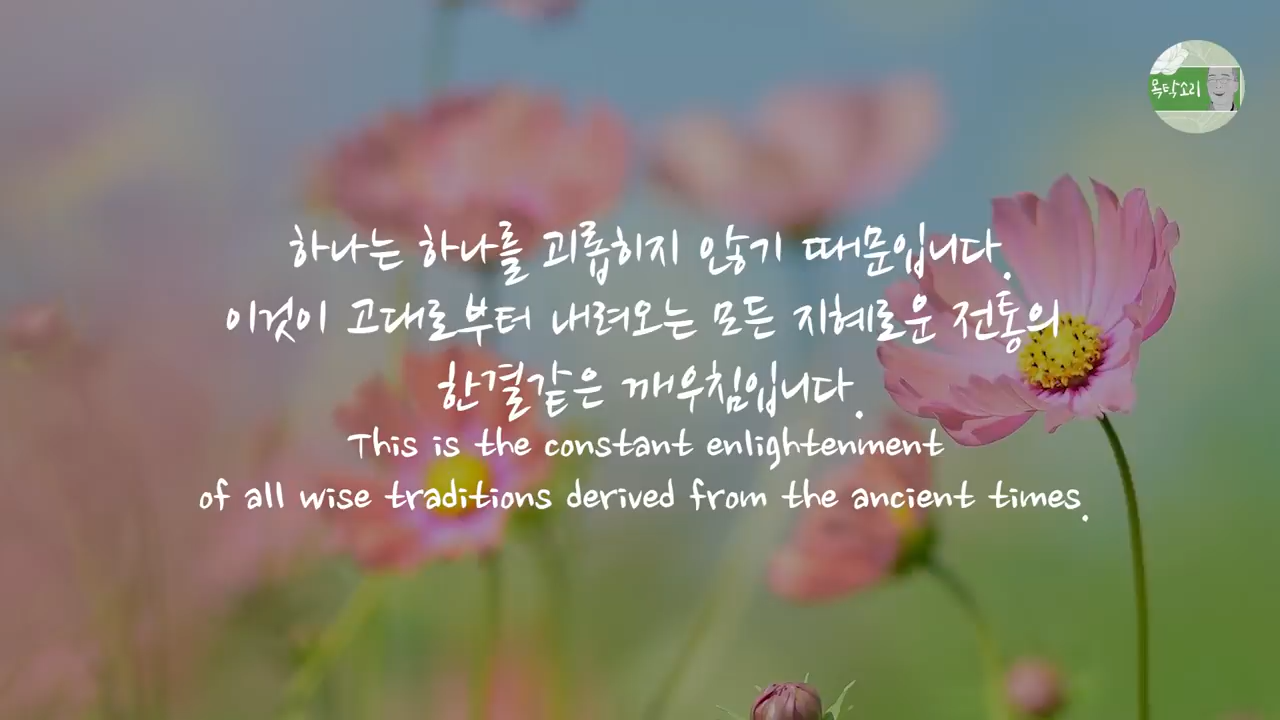 목탁소리
하나는 하나를 괴롭히지 않기 때문입니다.
이것이 고대로부터 내려오는 모든 지혜로운 전통의
한결같은 깨우침입니다.
This is the constant enlightenment
of all wise traditions derived from the ancient times.